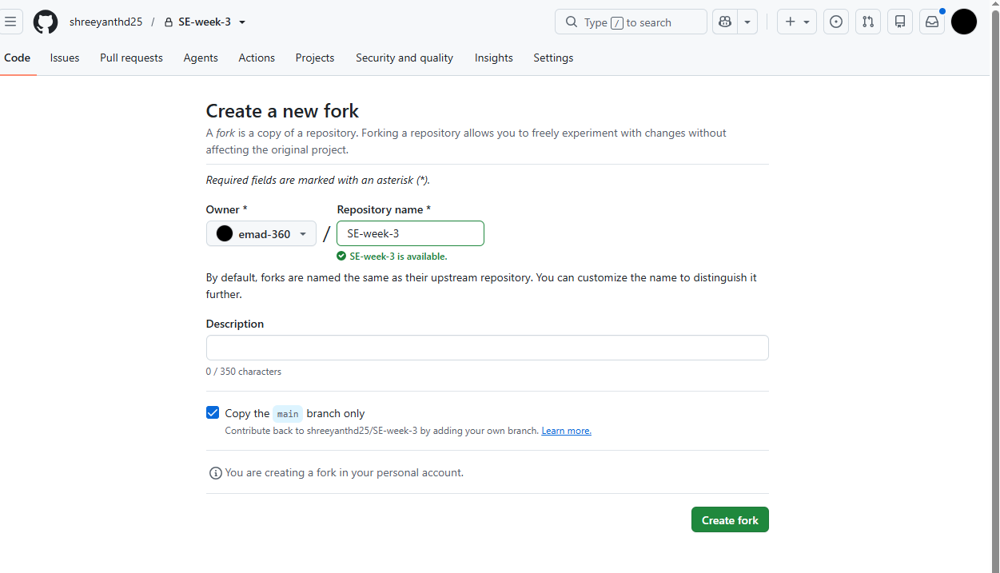 shreeyanthd25 / SE-week-3
Type / to search
Code Issues Pull requests Agents Actions Projects Security and quality Insights Settings
Create a new fork
A fork is a copy of a repository. Forking a repository allows you to freely experiment with changes without
affecting the original project.
Required fields are marked with an asterisk (*).
Owner * Repository name *
emad-360 / SE-week-3
SE-week-3 is available.
By default, forks are named the same as their upstream repository. You can customize the name to distinguish it
further.
Description
0 / 350 characters
Copy the main branch only
Contribute back to shreeyanthd25/SE-week-3 by adding your own branch. Learn more.
You are creating a fork in your personal account.
Create fork